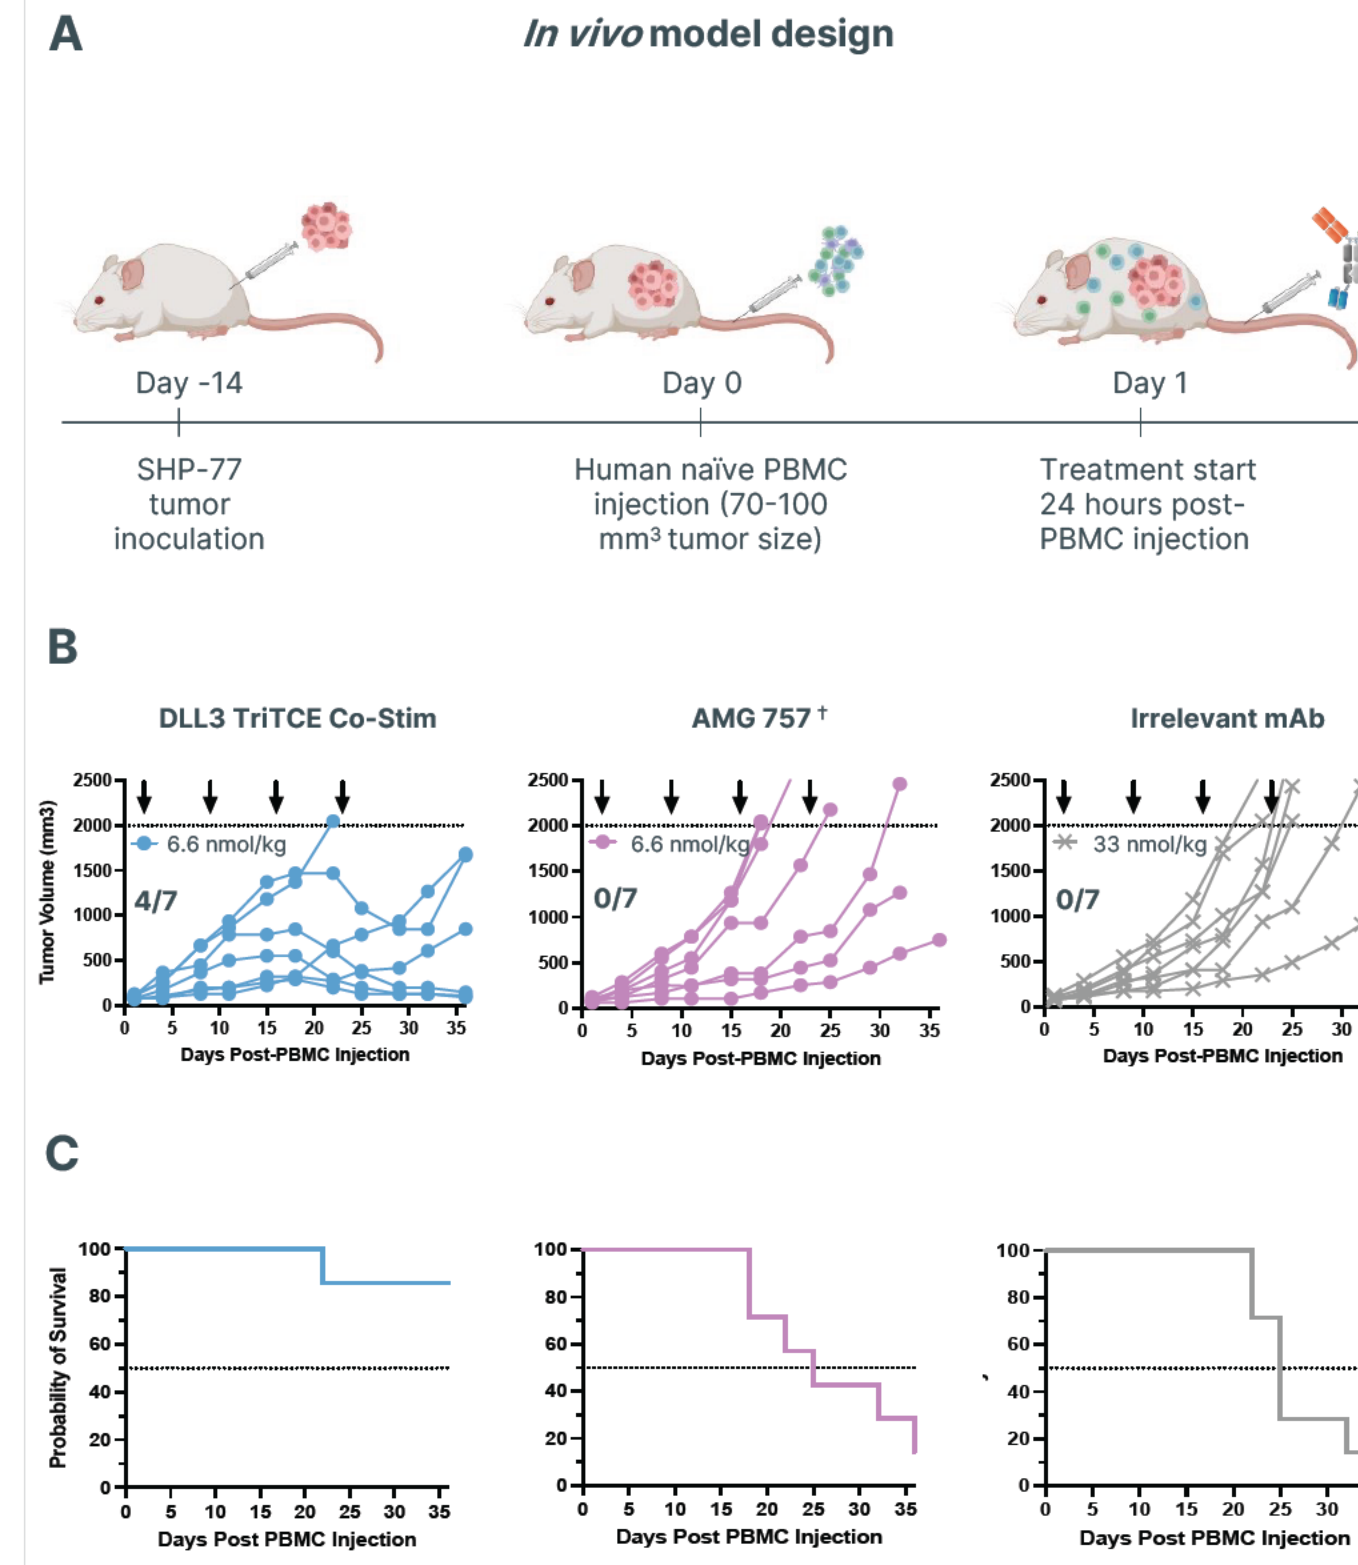 A
In vivo model design
Day -14
Day 0
Day 1
SHP-77
tumor
inoculation
Human naïve PBMC
injection (70-100
mm³ tumor size)
Treatment start
24 hours post-
PBMC injection
B
DLL3 TriTCE Co-Stim
AMG 757 †
Irrelevant mAb
Tumor Volume (mm3)
2500
2000
1500
1000
500
0
6.6 nmol/kg
4/7
0 5 10 15 20 25 30 35
Days Post-PBMC Injection
2500
2000
1500
1000
500
0
6.6 nmol/kg
0/7
0 5 10 15 20 25 30 35
Days Post-PBMC Injection
2500
2000
1500
1000
500
0
33 nmol/kg
0/7
0 5 10 15 20 25 30
Days Post-PBMC Injection
C
Probability of Survival
100
80
60
40
20
0
0 5 10 15 20 25 30 35
Days Post PBMC Injection
100
80
60
40
20
0
0 5 10 15 20 25 30 35
Days Post PBMC Injection
100
80
60
40
20
0
0 5 10 15 20 25 30
Days Post PBMC Injection